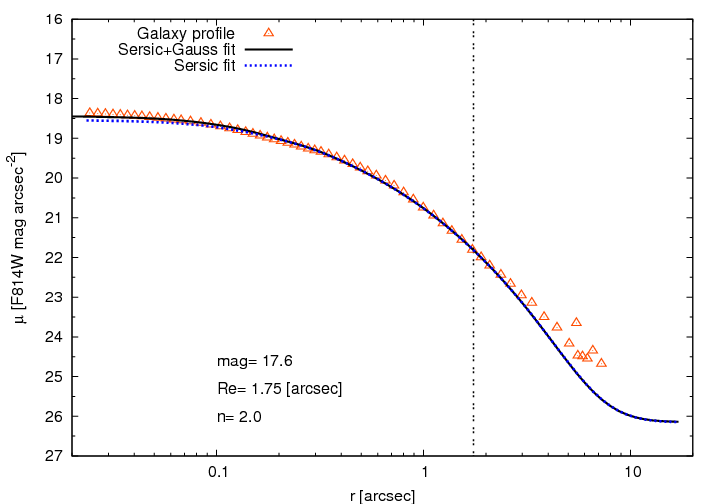 Galaxy profile
Sersic+Gauss fit
Sersic fit
16
17
18
19
20
21
22
23
24
25
26
27
μ [F814W mag arcsec⁻²]
mag= 17.6
Re= 1.75 [arcsec]
n= 2.0
0.1 1 10
r [arcsec]